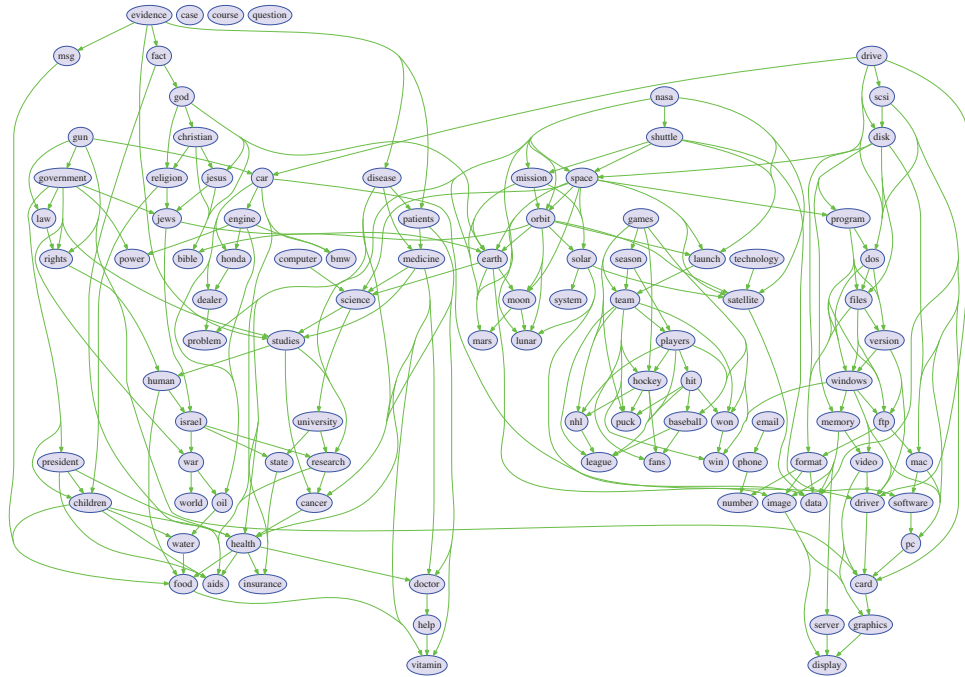 evidence case course question
msg fact drive
god nasa scsi
gun christian shuttle disk
government religion jesus car disease mission space
law jews engine patients orbit games program
rights power bible honda computer bmw medicine earth solar season launch technology dos
dealer science moon system team satellite files
problem studies mars lunar players version
human hockey hit windows
israel university nhl puck baseball won email memory ftp
president war state research league fans win phone format video mac
children world oil cancer number image data driver software
water health pc
food aids insurance doctor card
help server graphics
vitamin display